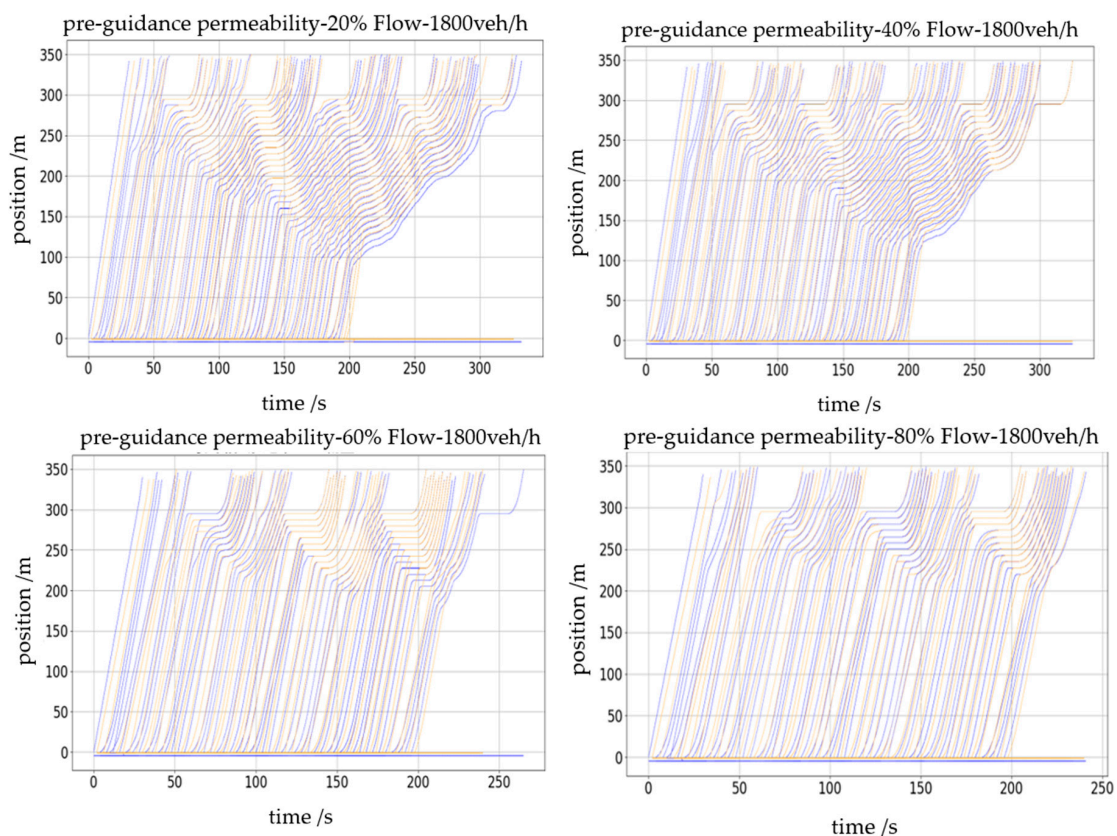 pre-guidance permeability-20% Flow-1800veh/h
350
300
250
200
150
100
50
0
position /m
0 50 100 150 200 250 300
time /s
pre-guidance permeability-40% Flow-1800veh/h
350
300
250
200
150
100
50
0
position /m
0 50 100 150 200 250 300
time /s
pre-guidance permeability-60% Flow-1800veh/h
350
300
250
200
150
100
50
0
position /m
0 50 100 150 200 250
time /s
pre-guidance permeability-80% Flow-1800veh/h
350
300
250
200
150
100
50
0
position /m
0 50 100 150 200 250
time /s